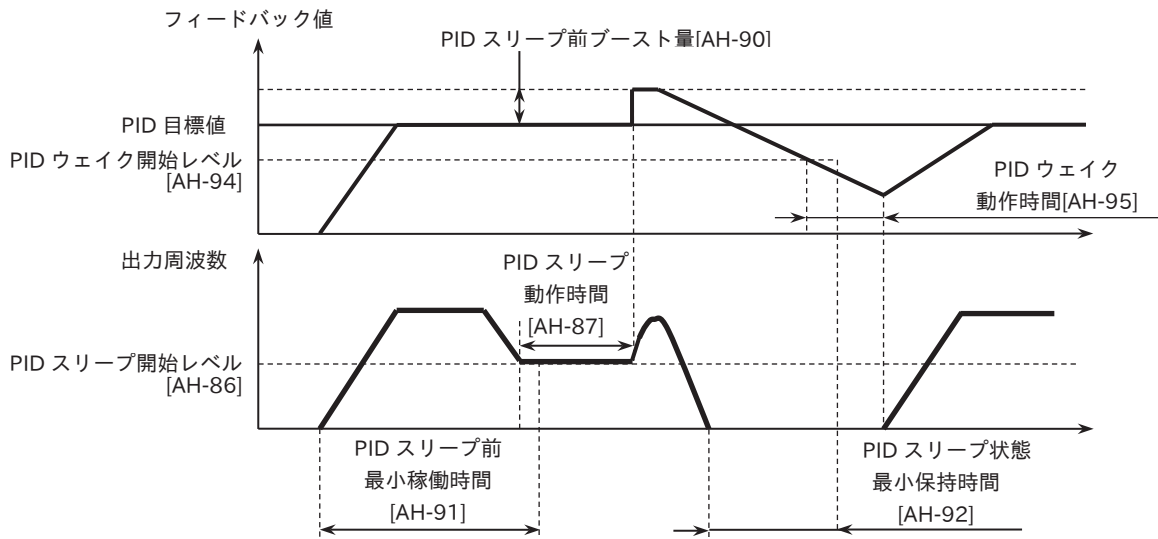 フィードバック値
PID スリープ前ブースト量[AH-90]
PID 目標値
PID ウェイク開始レベル
[AH-94]
PID ウェイク
動作時間[AH-95]
出力周波数
PID スリープ
動作時間
[AH-87]
PID スリープ開始レベル
[AH-86]
PID スリープ前
最小稼働時間
[AH-91]
PID スリープ状態
最小保持時間
[AH-92]